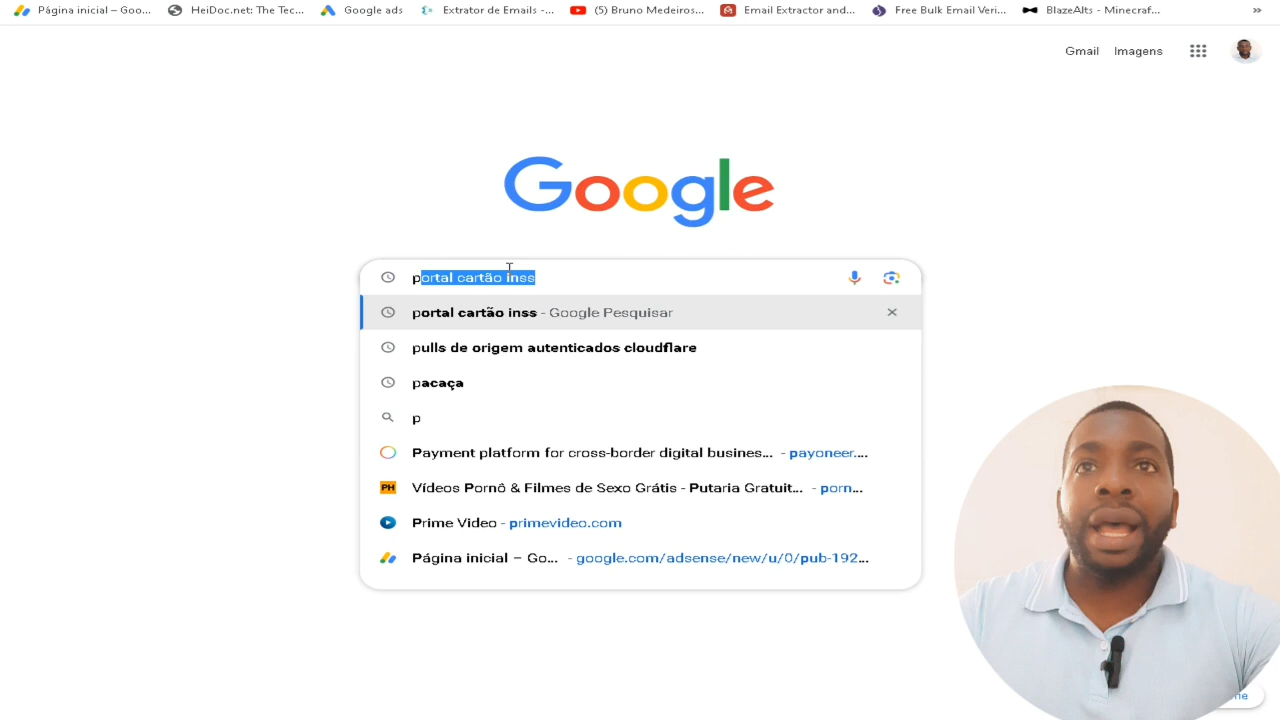 Página inicial – Goo... HeiDoc.net: The Tec... Google ads Extrator de Emails -... (5) Bruno Medeiros... Email Extractor and... Free Bulk Email Veri... BlazeAlts - Minecraf... »
Gmail Imagens
Google
portal cartão inss
portal cartão inss - Google Pesquisar
pulls de origem autenticados cloudflare
pacaça
p
Payment platform for cross-border digital busines... - payoneer....
PH Vídeos Pornô & Filmes de Sexo Grátis - Putaria Gratuit... - porn...
Prime Video - primevideo.com
Página inicial – Go... - google.com/adsense/new/u/0/pub-192...